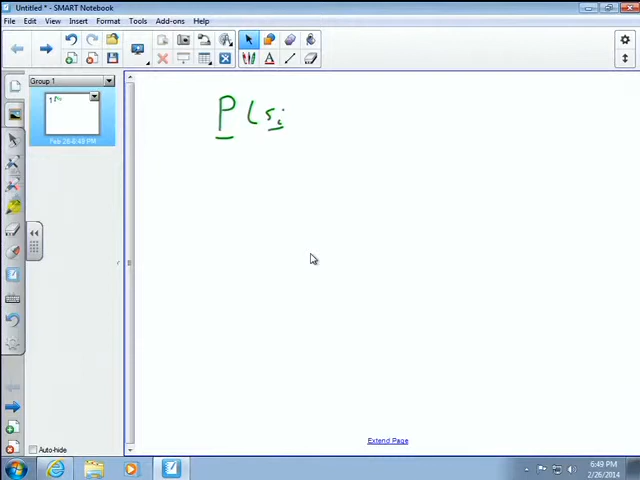 Untitled * - SMART Notebook
File Edit View Insert Format Tools Add-ons Help
Group 1
Feb 26-6:49 PM
P(si
Extend Page
Auto-hide
6:49 PM
2/26/2014